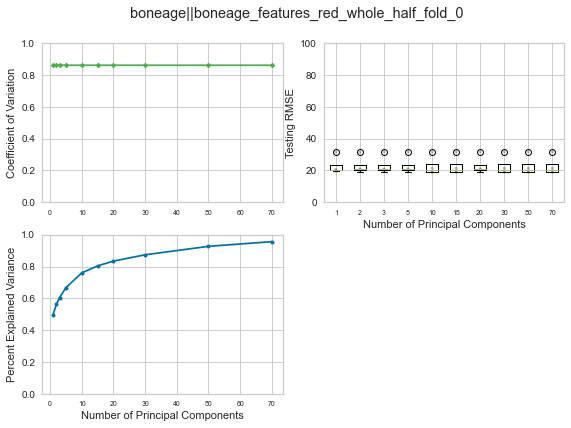 boneage||boneage_features_red_whole_half_fold_0
Coefficient of Variation
1.0
0.8
0.6
0.4
0.2
0.0
0 10 20 30 40 50 60 70
Testing RMSE
100
80
60
40
20
0
1 2 3 5 10 15 20 30 50 70
Number of Principal Components
Percent Explained Variance
1.0
0.8
0.6
0.4
0.2
0.0
0 10 20 30 40 50 60 70
Number of Principal Components